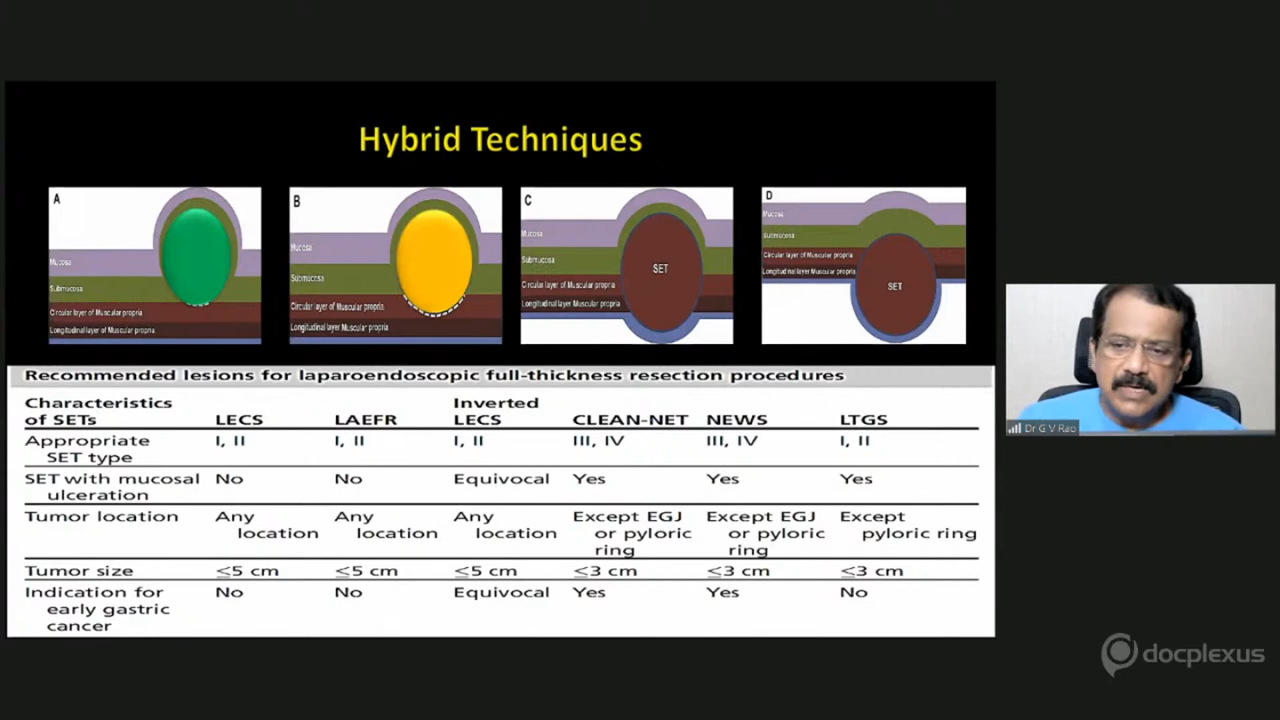 Hybrid Techniques
A
Mucosa
Submucosa
Circular layer of Muscular propria
Longitudinal layer of Muscular propria
B
Mucosa
Submucosa
Circular layer of Muscular propria
Longitudinal layer Muscular propria
C
Mucosa
Submucosa
Circular layer of Muscular propria
Longitudinal layer Muscular propria
SET
D
Mucosa
Submucosa
Circular layer of Muscular propria
Longitudinal layer Muscular propria
SET
Recommended lesions for laparoendoscopic full-thickness resection procedures
Characteristics Inverted
of SETs LECS LAEFR LECS CLEAN-NET NEWS LTGS
Appropriate I, II I, II I, II III, IV III, IV I, II
SET type
SET with mucosal No No Equivocal Yes Yes Yes
ulceration
Tumor location Any Any Any Except EGJ Except EGJ Except
location location location or pyloric or pyloric pyloric ring
ring ring
Tumor size ≤5 cm ≤5 cm ≤5 cm ≤3 cm ≤3 cm ≤3 cm
Indication for No No Equivocal Yes Yes No
early gastric
cancer
Dr G V Rao
docplexus